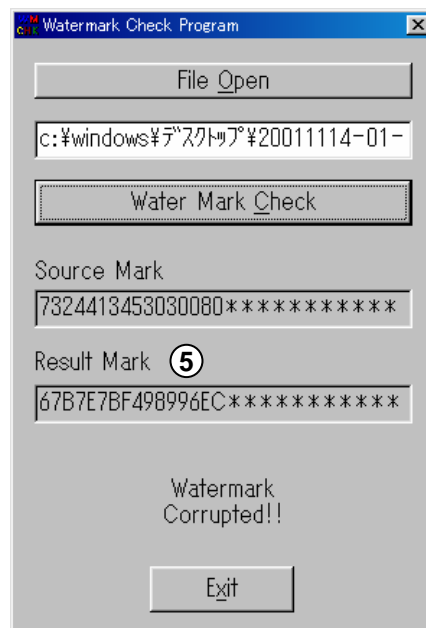 Watermark Check Program
File Open
c:¥windows¥ﾃﾞｽｸﾄｯﾌﾟ¥20011114-01-
Water Mark Check
Source Mark
7324413453030080***********
Result Mark ⑤
67B7E7BF498996EC***********
Watermark
Corrupted!!
Exit